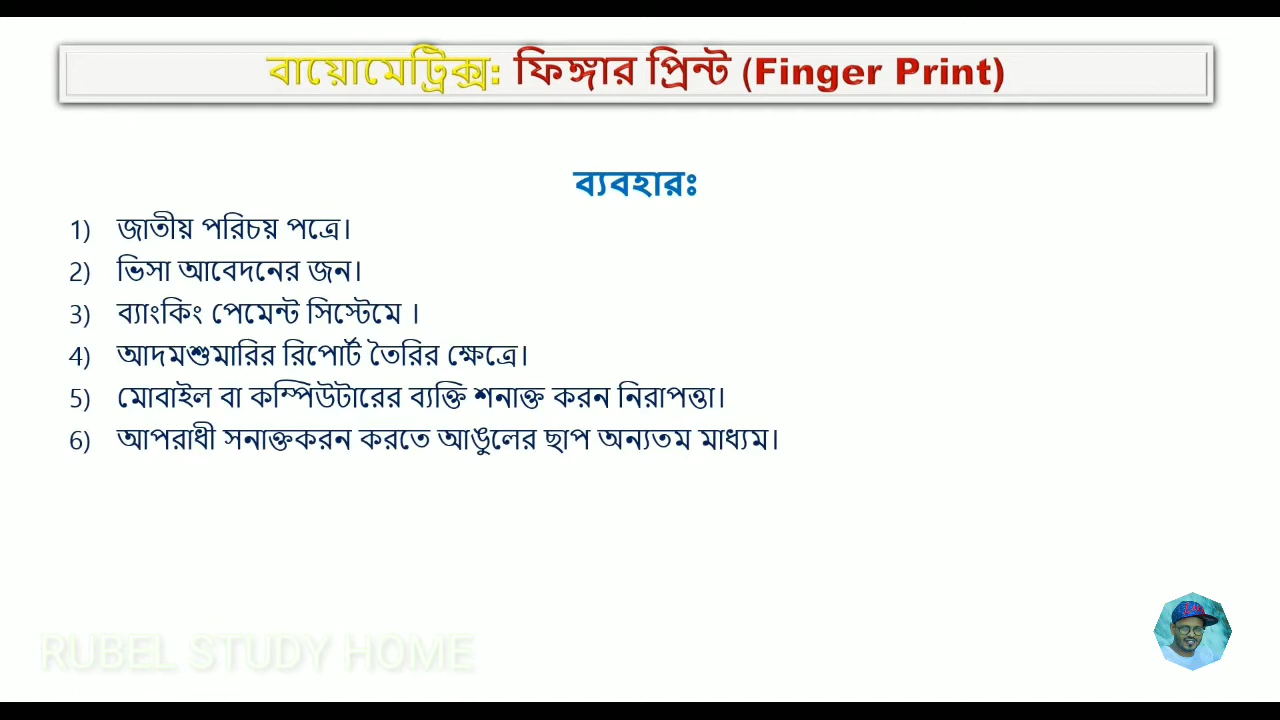 বায়োমেট্রিক্স: ফিঙ্গার প্রিন্ট (Finger Print)
ব্যবহারঃ
1) জাতীয় পরিচয় পত্রে।
2) ভিসা আবেদনের জন।
3) ব্যাংকিং পেমেন্ট সিস্টেমে ।
4) আদমশুমারির রিপোর্ট তৈরির ক্ষেত্রে।
5) মোবাইল বা কম্পিউটারের ব্যক্তি শনাক্ত করন নিরাপত্তা।
6) আপরাধী সনাক্তকরন করতে আঙুলের ছাপ অন্যতম মাধ্যম।
RUBEL STUDY HOME